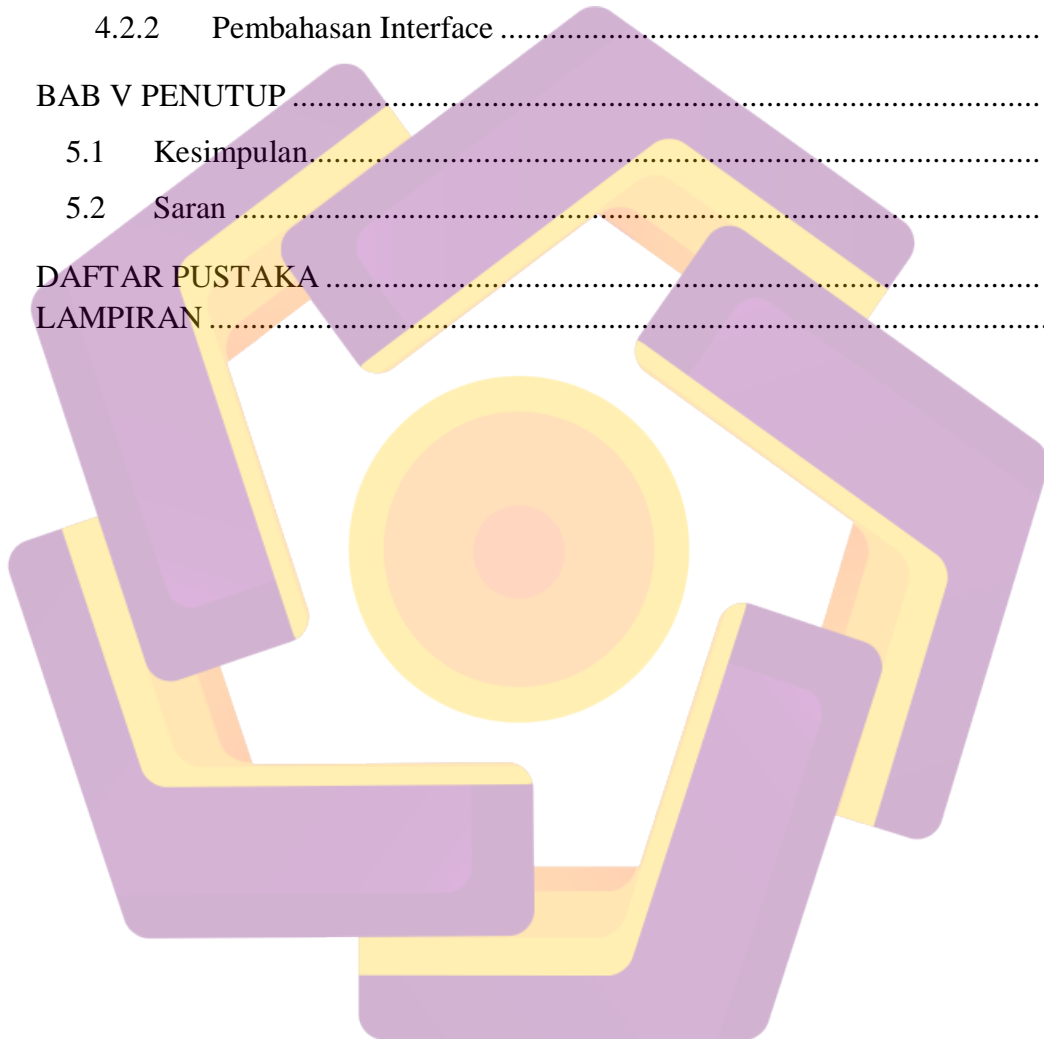 4.2.2 Pembahasan Interface ................................................................
BAB V PENUTUP ................................................................
5.1 Kesimpulan................................................................
5.2 Saran ................................................................
DAFTAR PUSTAKA ................................................................
LAMPIRAN ................................................................